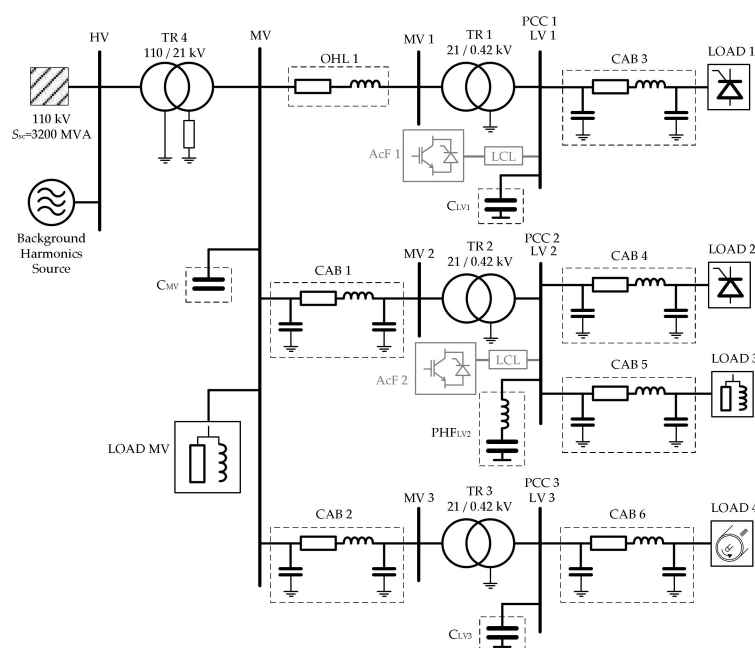 HV
TR 4
110 / 21 kV
MV
OHL 1
MV 1
TR 1
21 / 0.42 kV
PCC 1
LV 1
CAB 3
LOAD 1
110 kV
Ssc=3200 MVA
Background
Harmonics
Source
AcF 1
LCL
CLV1
CMV
CAB 1
MV 2
TR 2
21 / 0.42 kV
PCC 2
LV 2
CAB 4
LOAD 2
AcF 2
LCL
PHFLV2
CAB 5
LOAD 3
LOAD MV
CAB 2
MV 3
TR 3
21 / 0.42 kV
PCC 3
LV 3
CAB 6
LOAD 4
CLV3